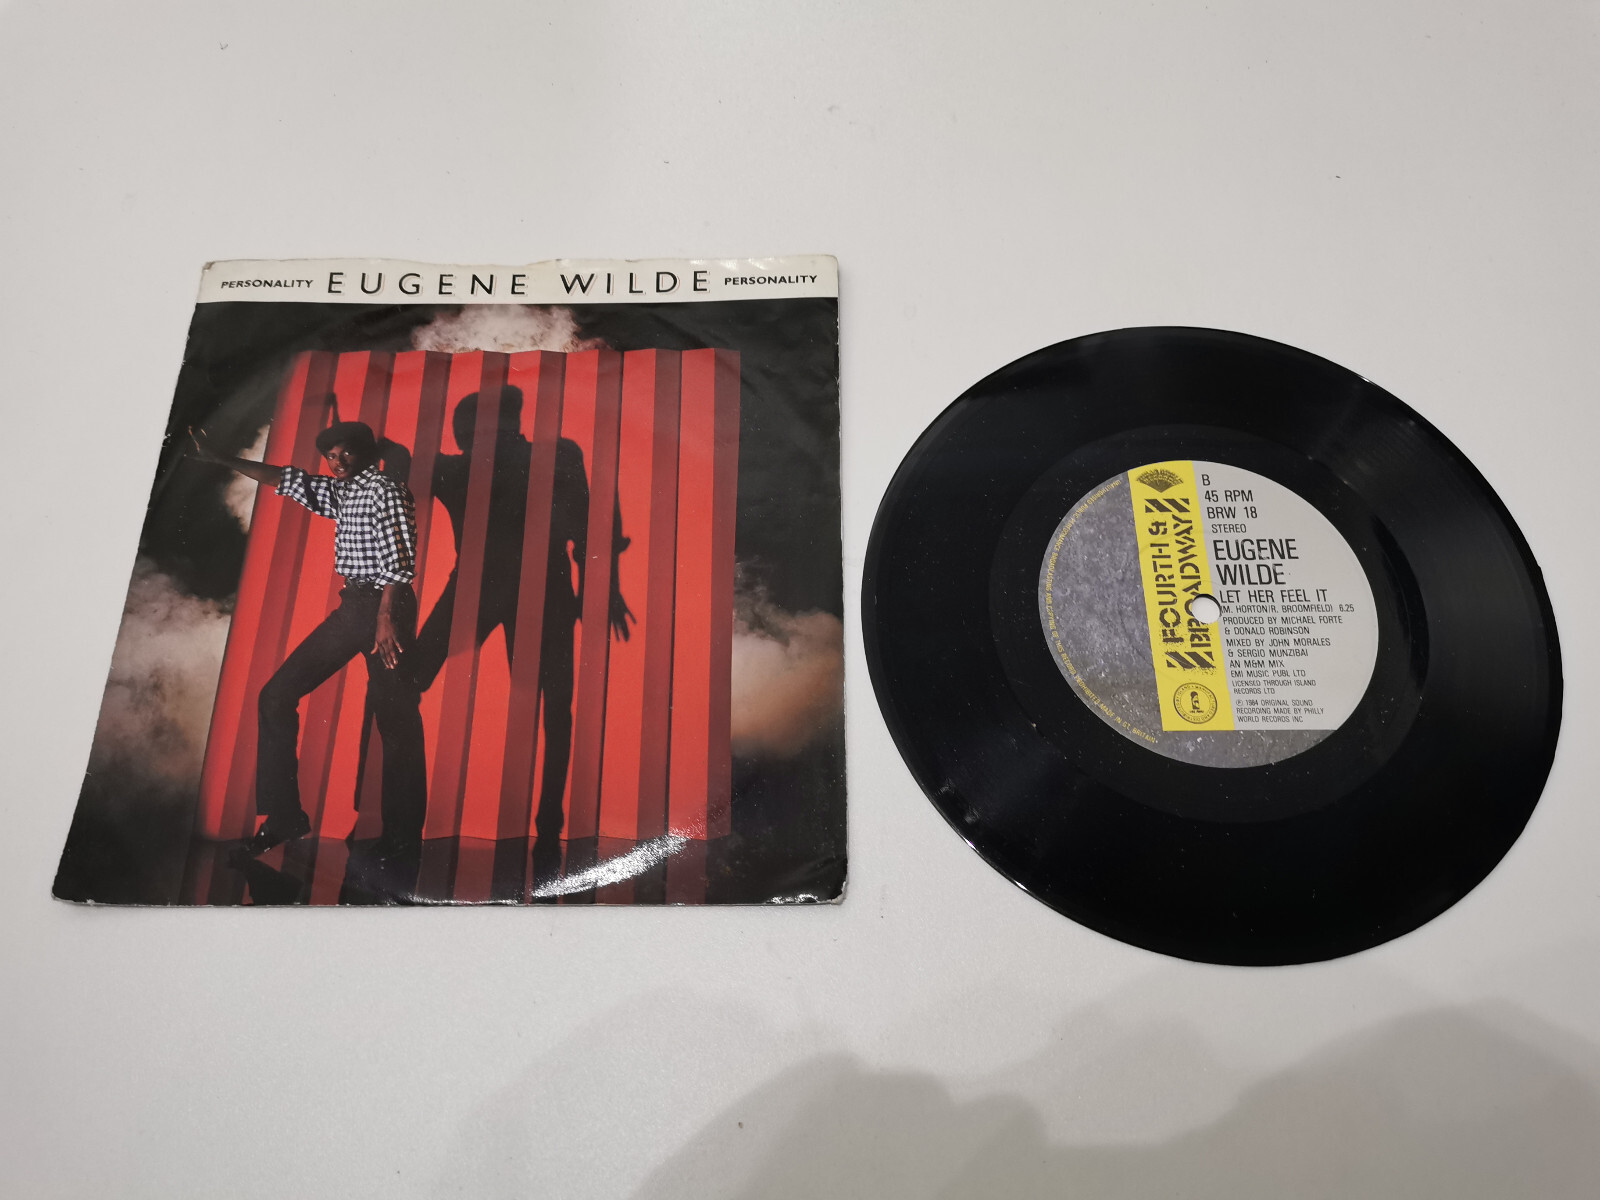 PERSONALITY EUGENE WILDE PERSONALITY
B
45 RPM
BRW 18
STEREO
FOURTH &
BROADWAY
EUGENE
WILDE
LET HER FEEL IT
(M. HORTON/R. BROOMFIELD) 6.25
PRODUCED BY MICHAEL FORTE
& DONALD ROBINSON
MIXED BY JOHN MORALES
& SERGIO MUNZIBAI
AN M&M MIX
EMI MUSIC PUBL LTD
LICENSED THROUGH ISLAND
RECORDS LTD
℗ 1984 ORIGINAL SOUND
RECORDING MADE BY PHILLY
WORLD RECORDS INC